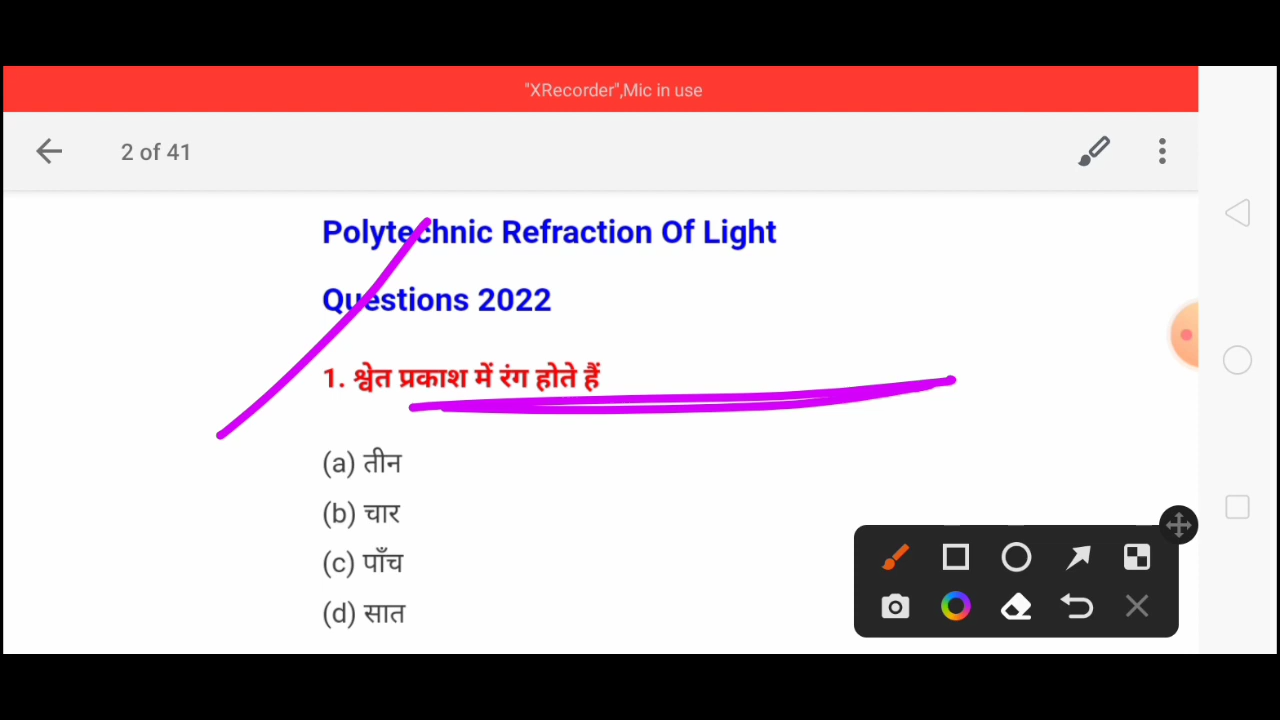 "XRecorder",Mic in use
2 of 41
Polytechnic Refraction Of Light
Questions 2022
1. श्वेत प्रकाश में रंग होते हैं
(a) तीन
(b) चार
(c) पाँच
(d) सात